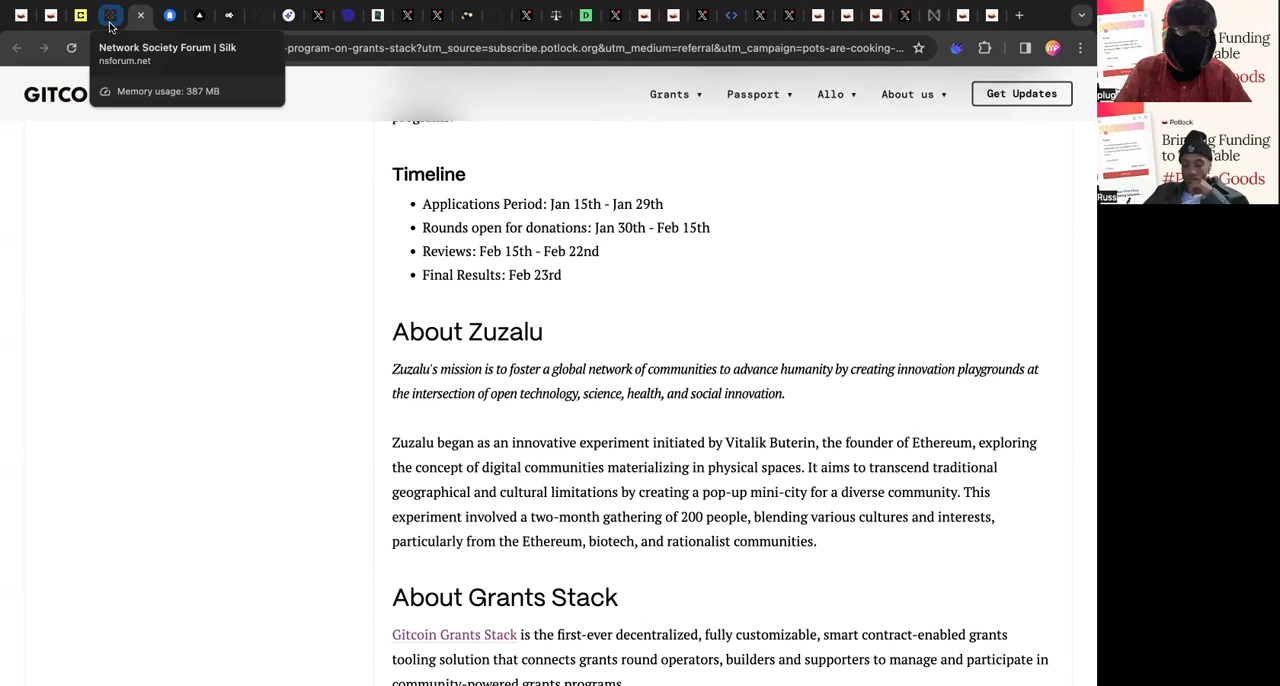 Network Society Forum | Silk
nsforum.net
Memory usage: 387 MB
-program-on-grants-stack?utm_source=subscribe.potlock.org&utm_medium=referral&utm_campaign=pots-are-cooking-...
GITCO
Grants ▾
Passport ▾
Allo ▾
About us ▾
Get Updates
Timeline
• Applications Period: Jan 15th - Jan 29th
• Rounds open for donations: Jan 30th - Feb 15th
• Reviews: Feb 15th - Feb 22nd
• Final Results: Feb 23rd
About Zuzalu
Zuzalu's mission is to foster a global network of communities to advance humanity by creating innovation playgrounds at
the intersection of open technology, science, health, and social innovation.
Zuzalu began as an innovative experiment initiated by Vitalik Buterin, the founder of Ethereum, exploring
the concept of digital communities materializing in physical spaces. It aims to transcend traditional
geographical and cultural limitations by creating a pop-up mini-city for a diverse community. This
experiment involved a two-month gathering of 200 people, blending various cultures and interests,
particularly from the Ethereum, biotech, and rationalist communities.
About Grants Stack
Gitcoin Grants Stack is the first-ever decentralized, fully customizable, smart contract-enabled grants
tooling solution that connects grants round operators, builders and supporters to manage and participate in
community-powered grants programs.
Funding
able
oods
plug
Potlock
Bri Funding
to Table
#P Goods
Russ